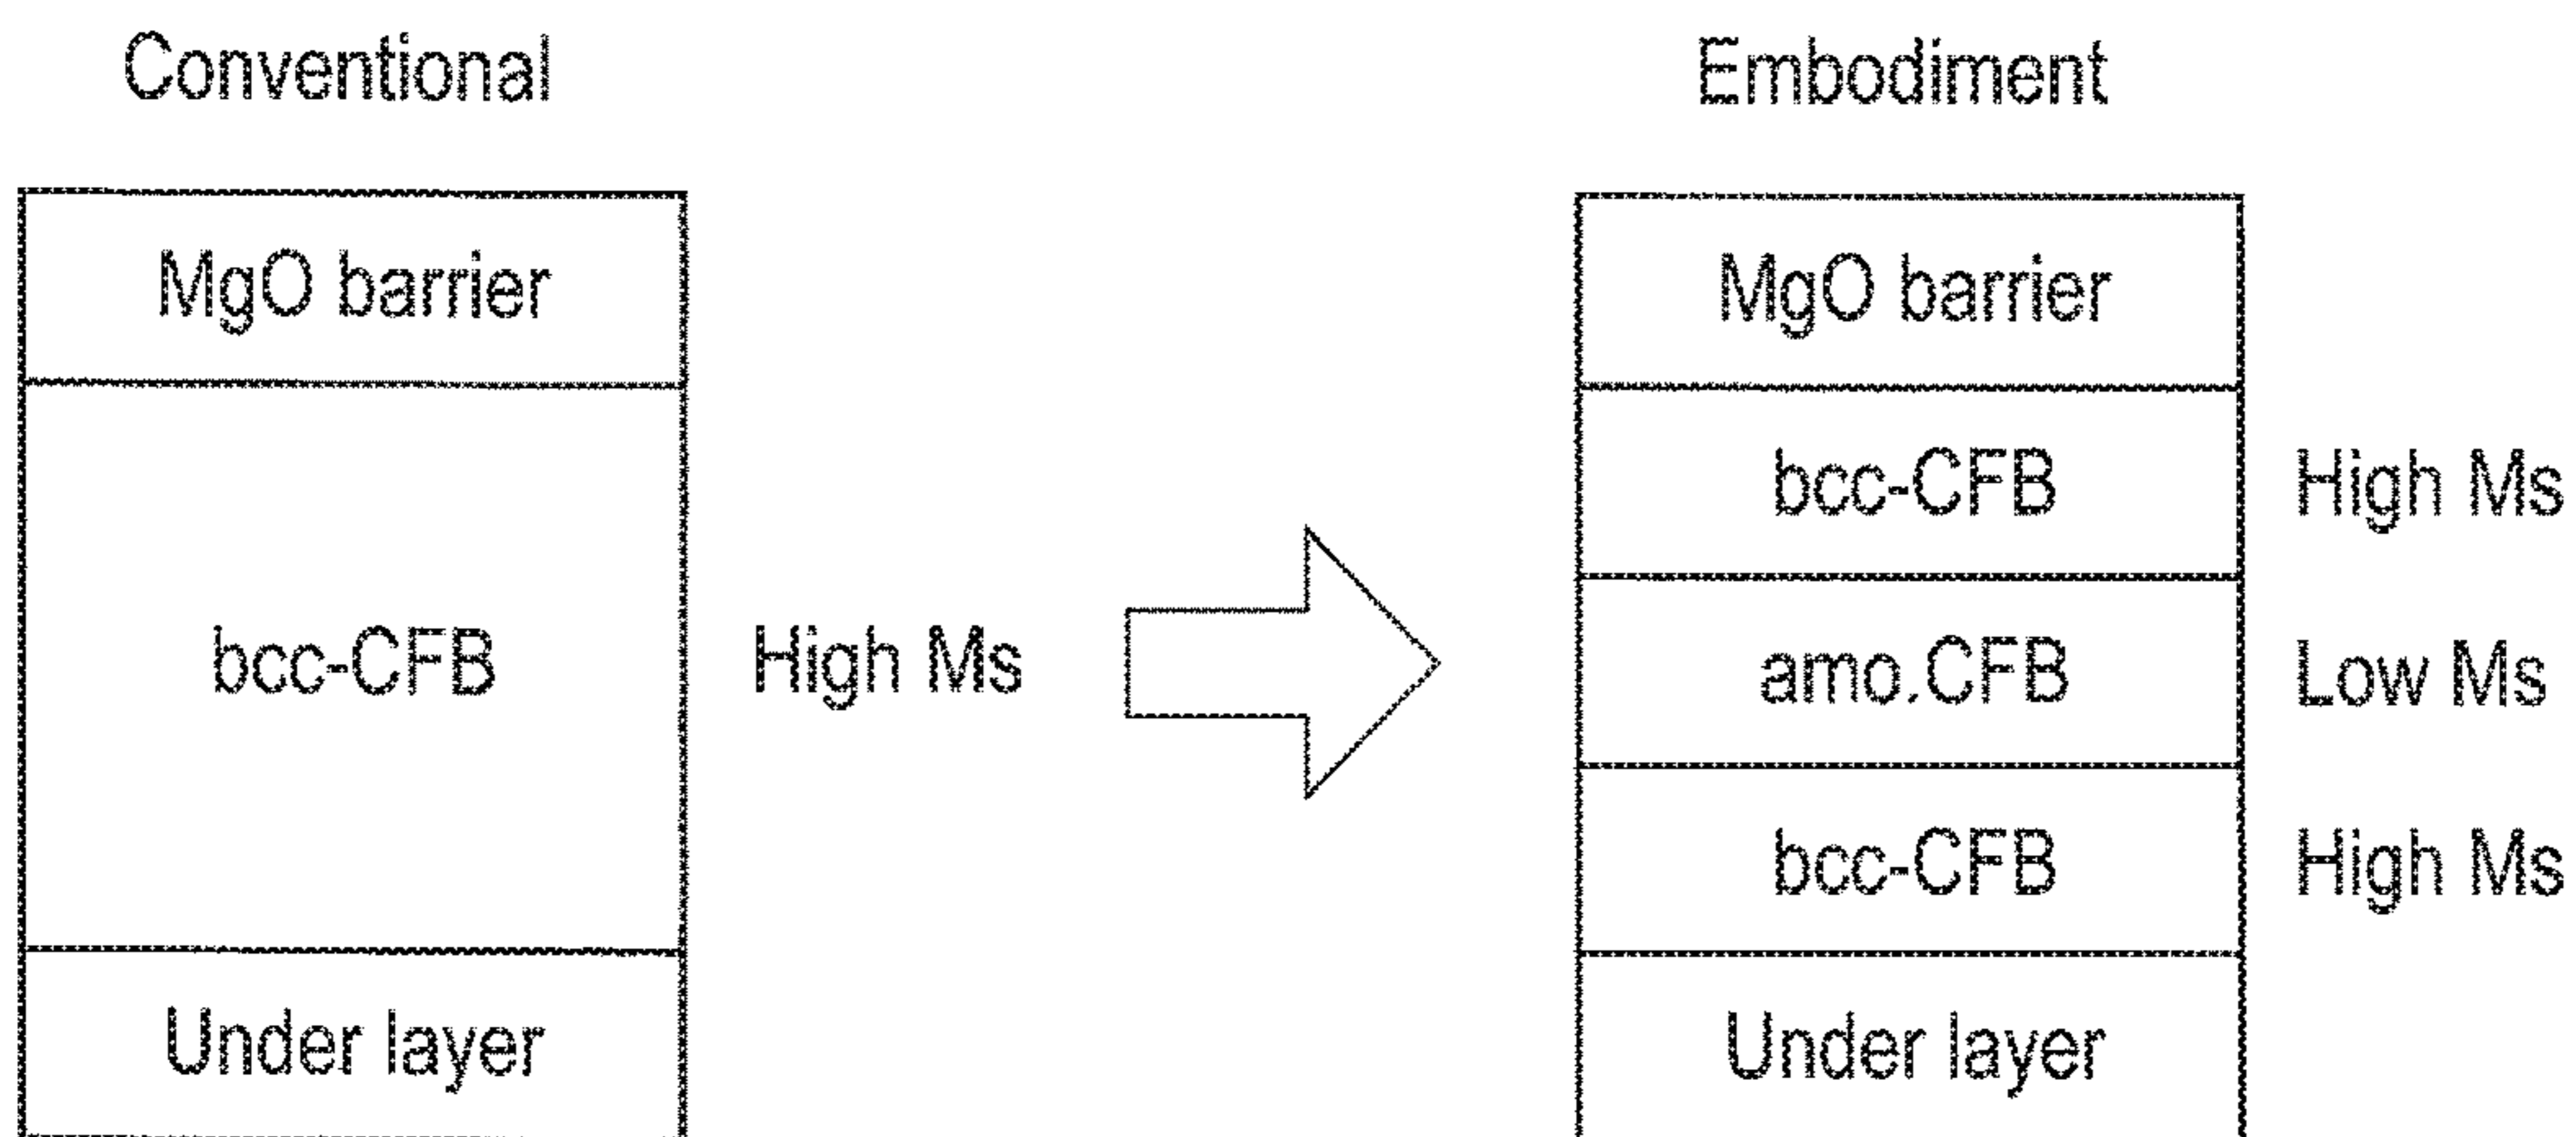 Conventional
MgO barrier
bcc-CFB
High Ms
Under layer
Embodiment
MgO barrier
bcc-CFB
High Ms
amo.CFB
Low Ms
bcc-CFB
High Ms
Under layer